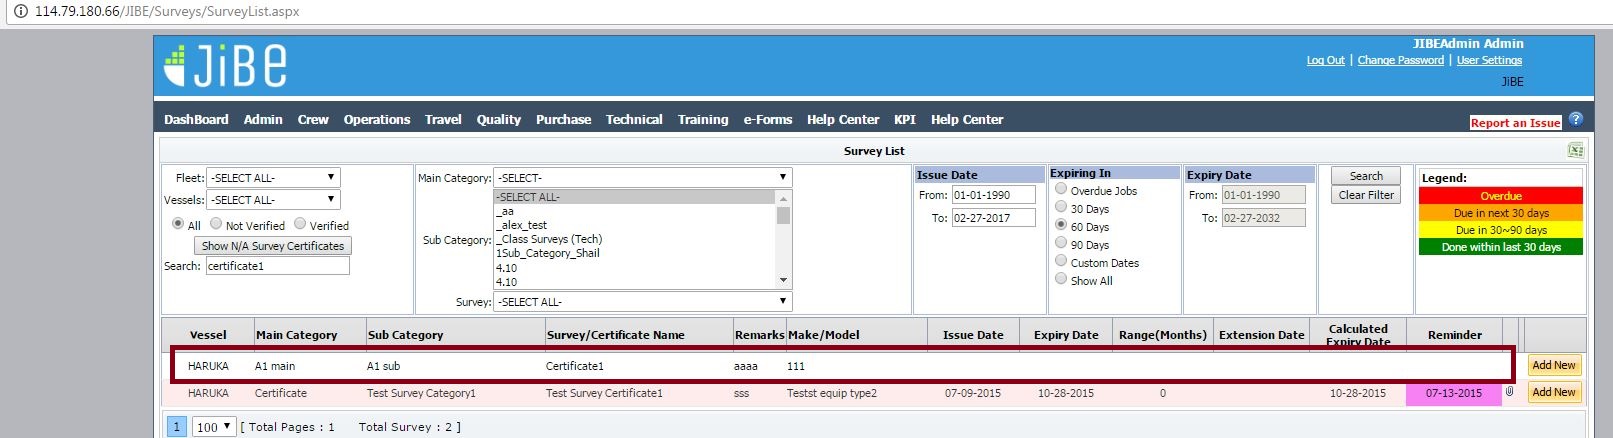 114.79.180.66/JIBE/Surveys/SurveyList.aspx
JiBE
JIBEAdmin Admin
Log Out | Change Password | User Settings
JiBE
DashBoard Admin Crew Operations Travel Quality Purchase Technical Training e-Forms Help Center KPI Help Center
Report an Issue ?
Survey List
Fleet: -SELECT ALL-
Vessels: -SELECT ALL-
All Not Verified Verified
Show N/A Survey Certificates
Search: certificate1
Main Category: -SELECT-
Sub Category:
-SELECT ALL-
_aa
_alex_test
_Class Surveys (Tech)
1Sub_Category_Shail
4.10
4.10
Survey: -SELECT ALL-
Issue Date
From: 01-01-1990
To: 02-27-2017
Expiring In
Overdue Jobs
30 Days
60 Days
90 Days
Custom Dates
Show All
Expiry Date
From: 01-01-1990
To: 02-27-2032
Search
Clear Filter
Legend:
Overdue
Due in next 30 days
Due in 30~90 days
Done within last 30 days
Vessel Main Category Sub Category Survey/Certificate Name Remarks Make/Model Issue Date Expiry Date Range(Months) Extension Date Calculated Expiry Date Reminder
HARUKA A1 main A1 sub Certificate1 aaaa 111 Add New
HARUKA Certificate Test Survey Category1 Test Survey Certificate1 sss Testst equip type2 07-09-2015 10-28-2015 0 10-28-2015 07-13-2015 Add New
1 100 [ Total Pages : 1 Total Survey : 2 ]